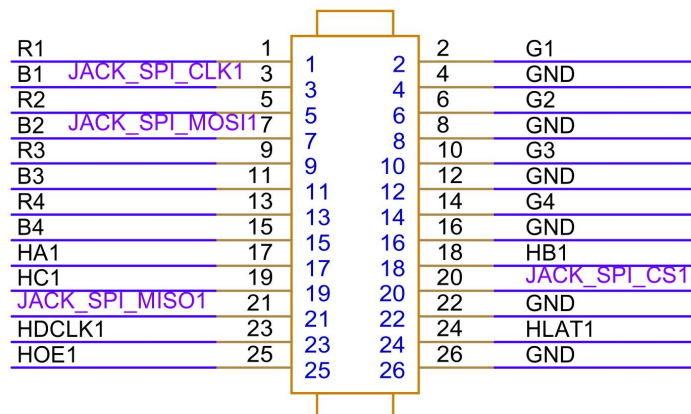 R1 1 1 2 2 G1
B1 JACK_SPI_CLK1 3 3 4 4 GND
R2 5 5 6 6 G2
B2 JACK_SPI_MOSI1 7 7 8 8 GND
R3 9 9 10 10 G3
B3 11 11 12 12 GND
R4 13 13 14 14 G4
B4 15 15 16 16 GND
HA1 17 17 18 18 HB1
HC1 19 19 20 20 JACK_SPI_CS1
JACK_SPI_MISO1 21 21 22 22 GND
HDCLK1 23 23 24 24 HLAT1
HOE1 25 25 26 26 GND